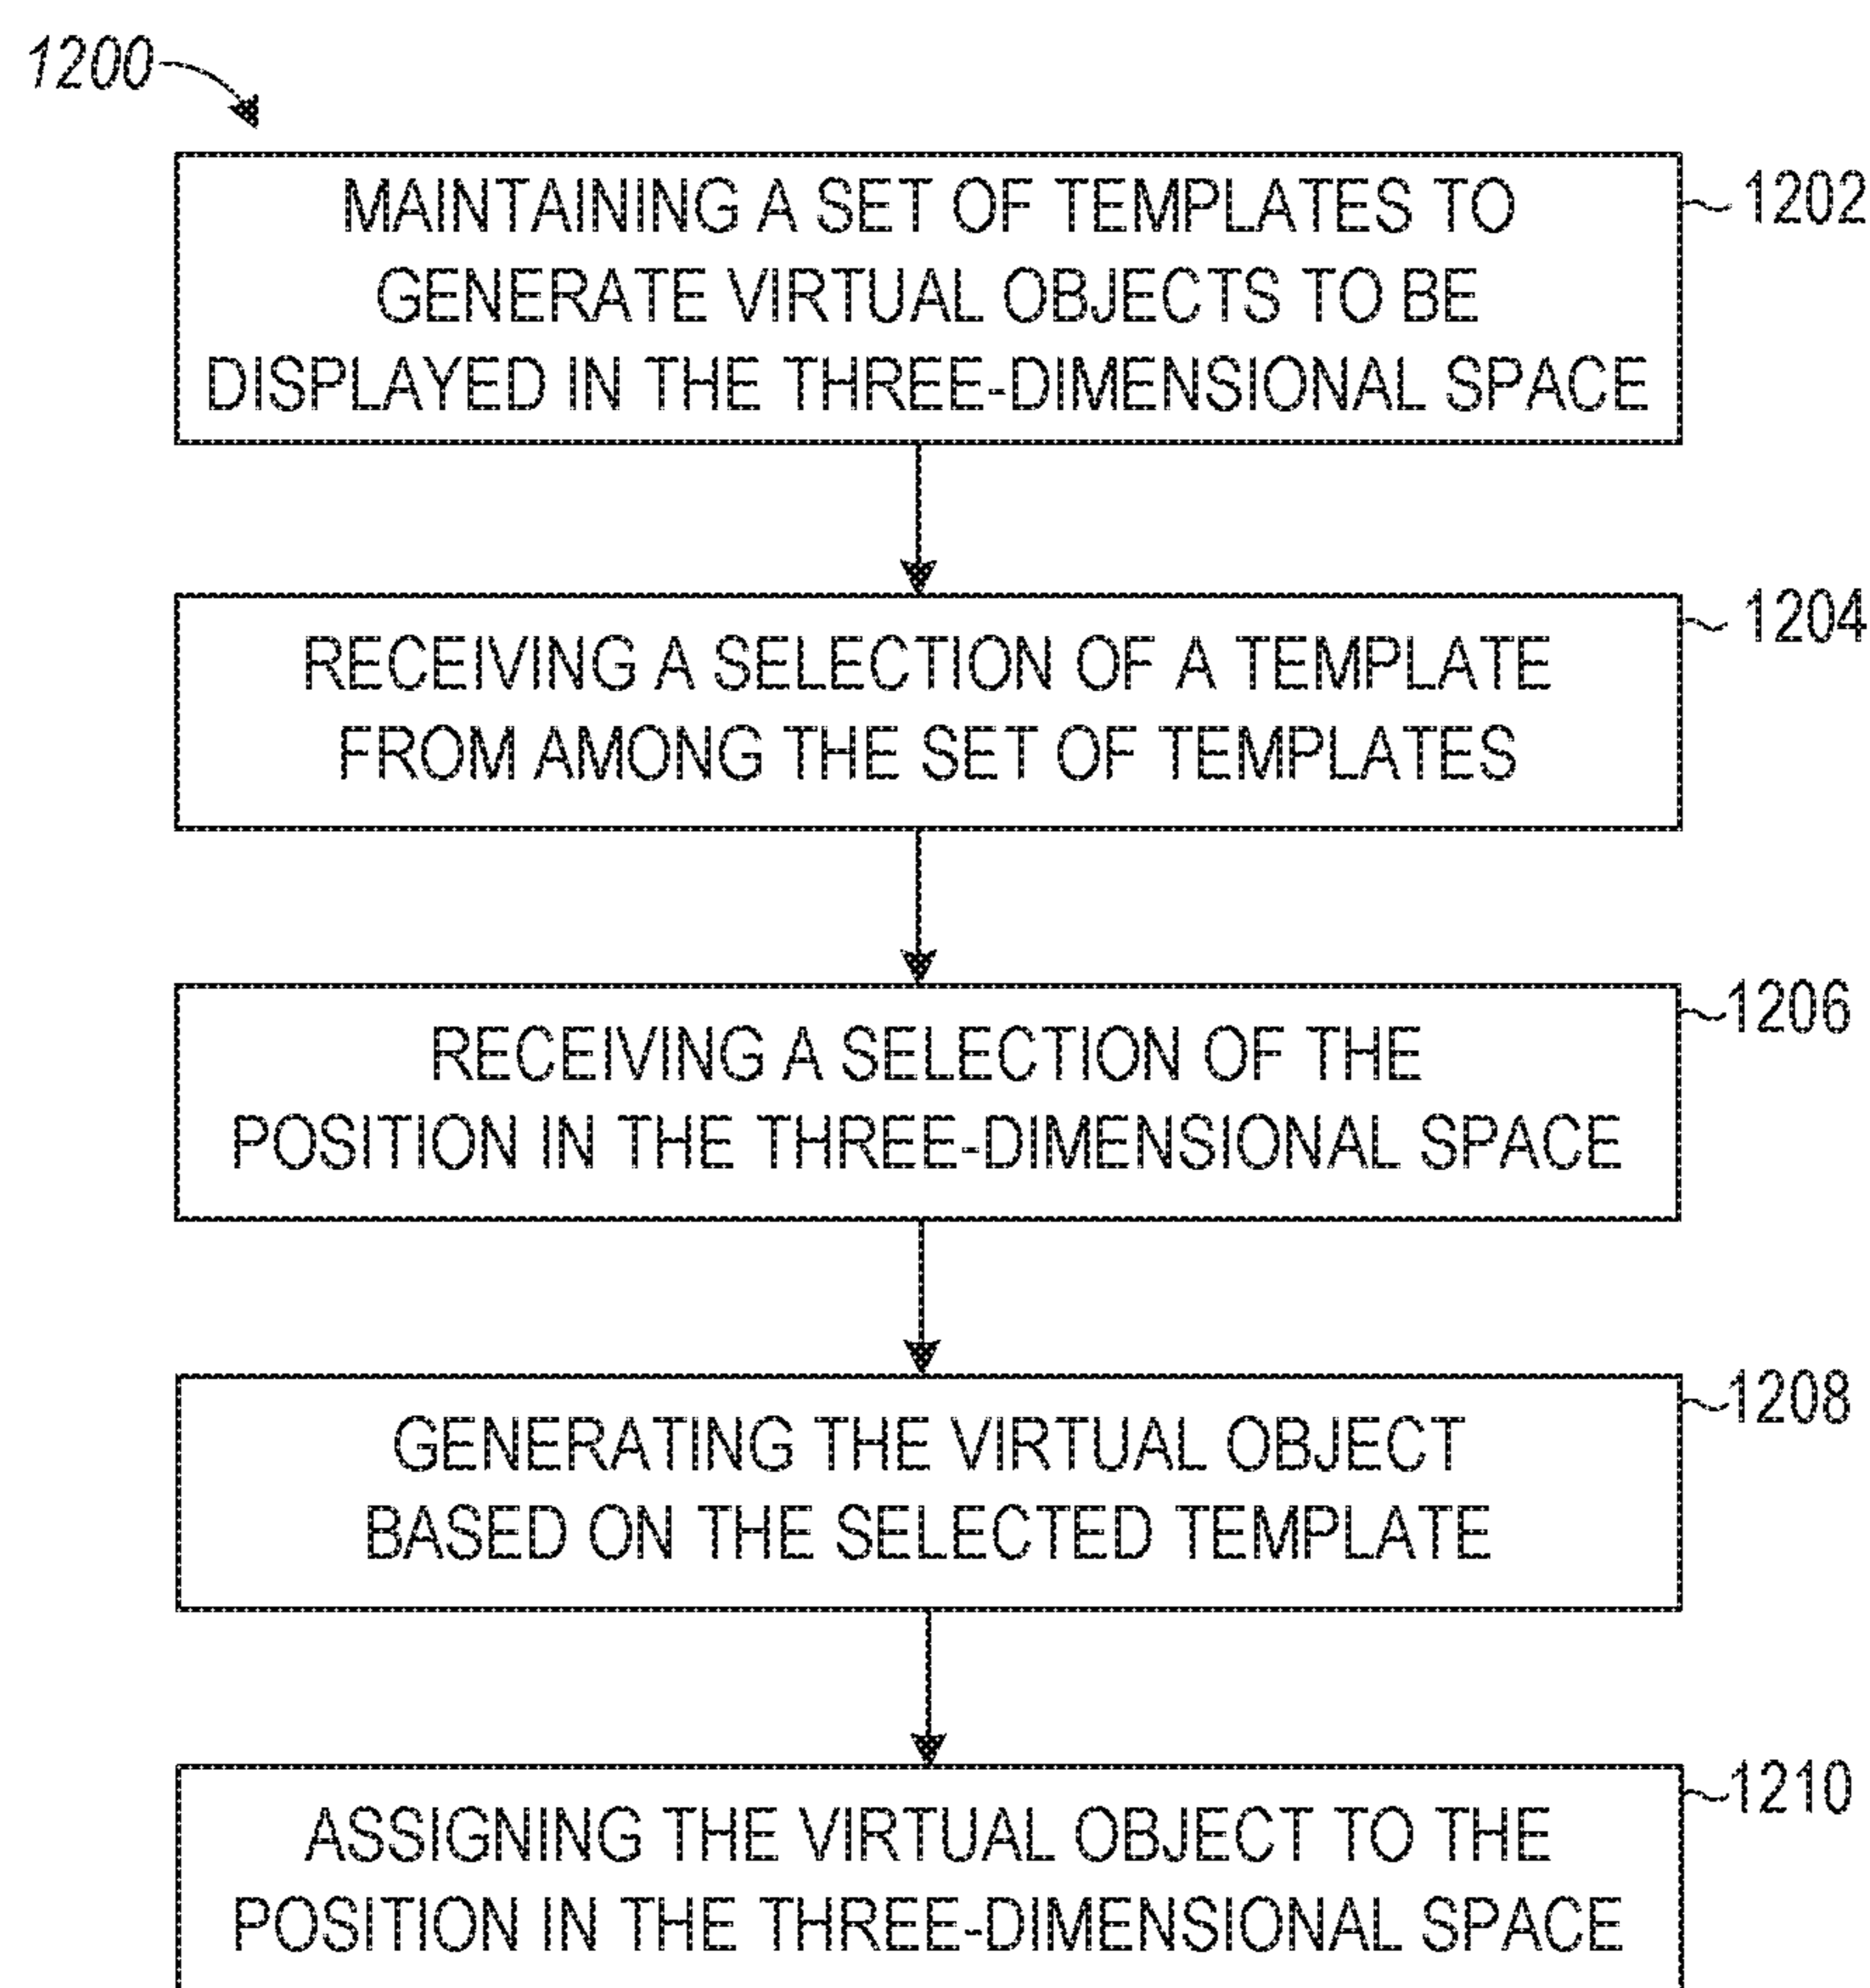 1200
MAINTAINING A SET OF TEMPLATES TO
GENERATE VIRTUAL OBJECTS TO BE
DISPLAYED IN THE THREE-DIMENSIONAL SPACE
1202
RECEIVING A SELECTION OF A TEMPLATE
FROM AMONG THE SET OF TEMPLATES
1204
RECEIVING A SELECTION OF THE
POSITION IN THE THREE-DIMENSIONAL SPACE
1206
GENERATING THE VIRTUAL OBJECT
BASED ON THE SELECTED TEMPLATE
1208
ASSIGNING THE VIRTUAL OBJECT TO THE
POSITION IN THE THREE-DIMENSIONAL SPACE
1210